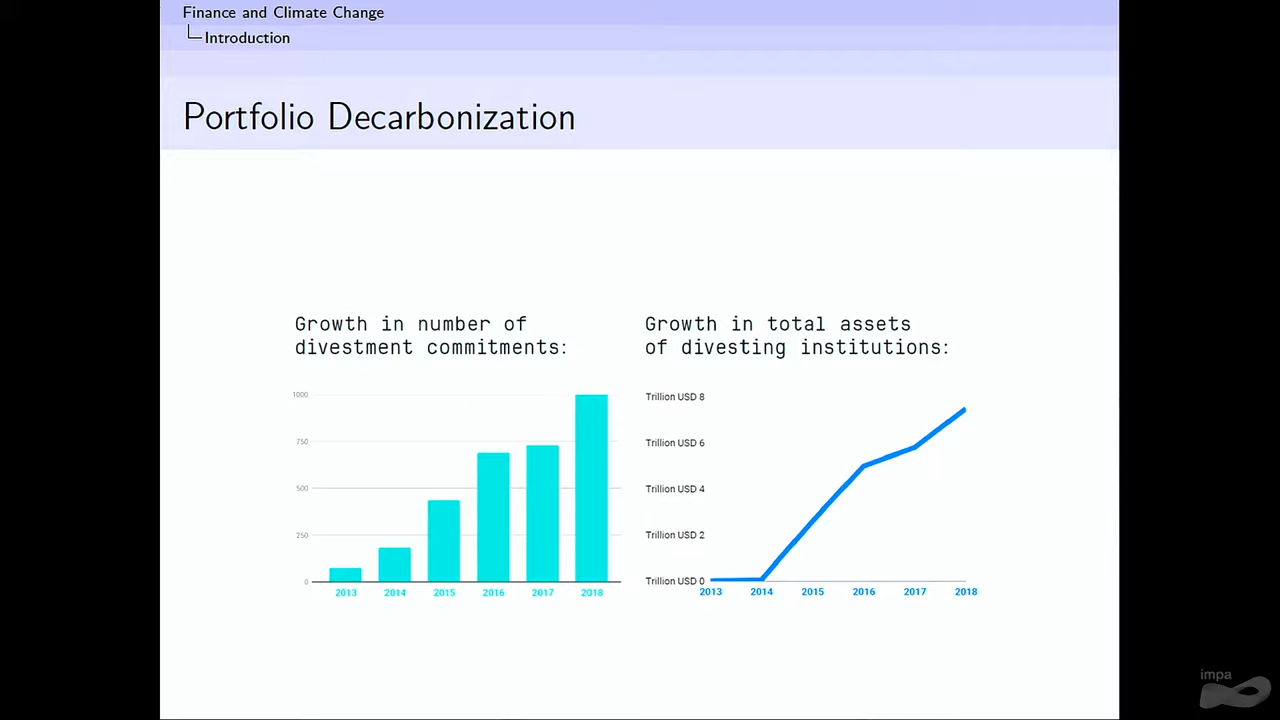 Finance and Climate Change
Introduction
Portfolio Decarbonization
Growth in number of
divestment commitments:
1000
750
500
250
0
2013 2014 2015 2016 2017 2018
Growth in total assets
of divesting institutions:
Trillion USD 8
Trillion USD 6
Trillion USD 4
Trillion USD 2
Trillion USD 0
2013 2014 2015 2016 2017 2018
impa